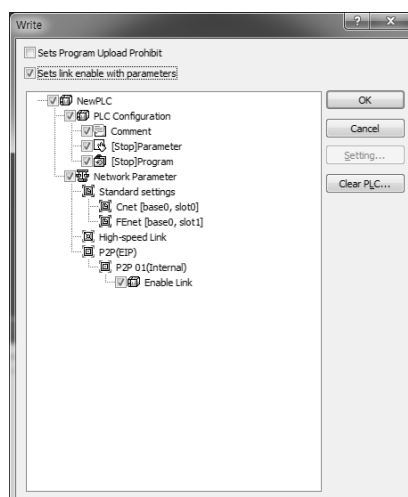 Write
Sets Program Upload Prohibit
Sets link enable with parameters
NewPLC
PLC Configuration
Comment
[Stop]Parameter
[Stop]Program
Network Parameter
Standard settings
Cnet [base0, slot0]
FEnet [base0, slot1]
High-speed Link
P2P(EIP)
P2P 01(Internal)
Enable Link
OK
Cancel
Setting...
Clear PLC...